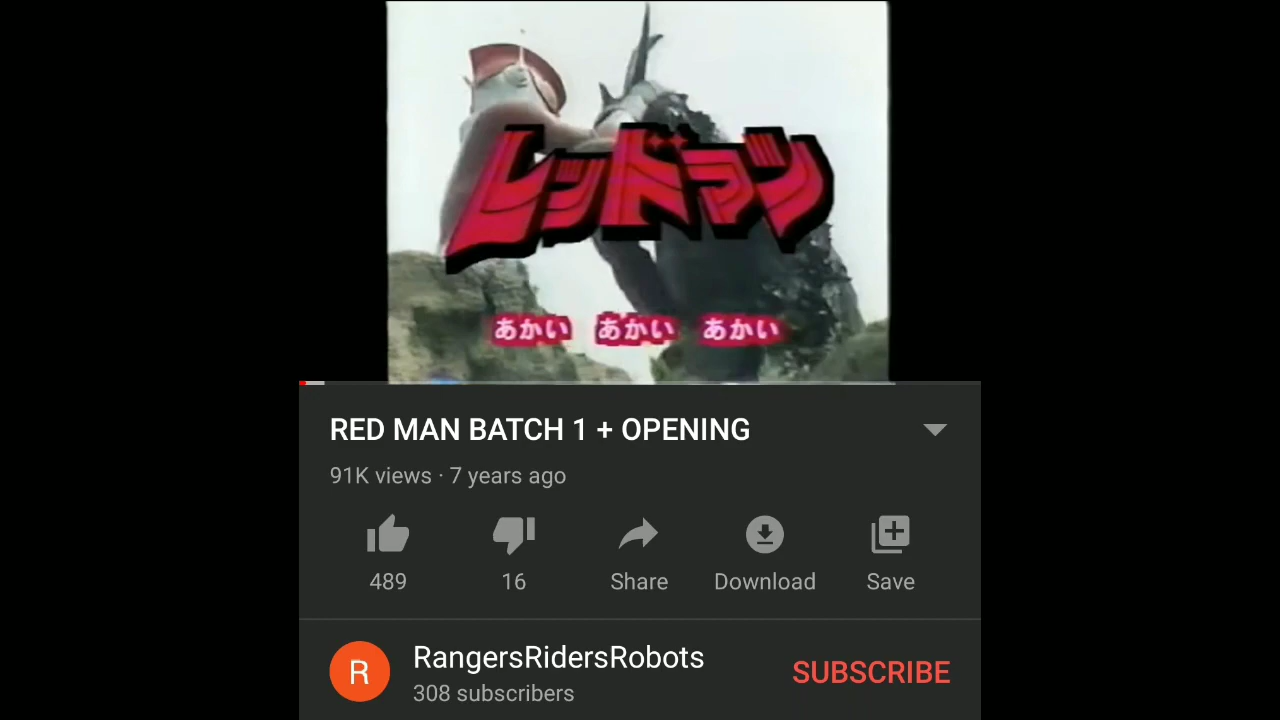 レッドマン
あかい あかい あかい
RED MAN BATCH 1 + OPENING
91K views · 7 years ago
489 16 Share Download Save
R RangersRidersRobots SUBSCRIBE
308 subscribers